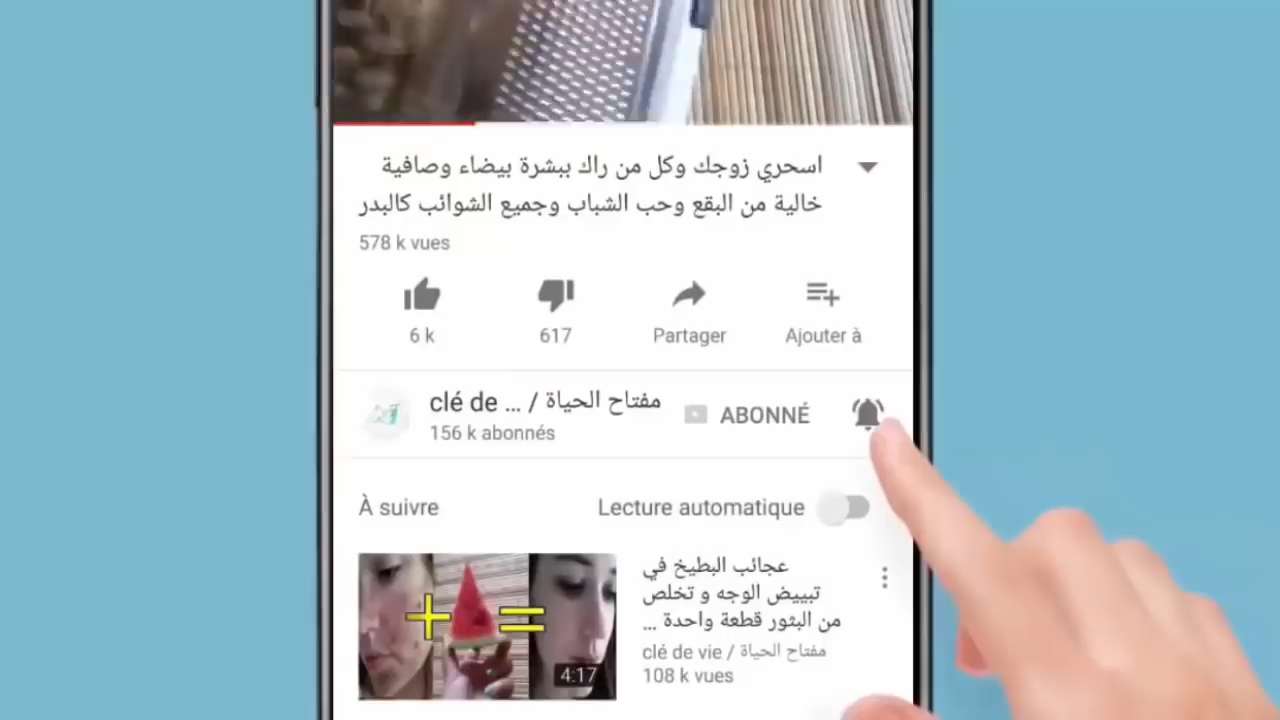 اسحري زوجك وكل من راك ببشرة بيضاء وصافية
خالية من البقع وحب الشباب وجميع الشوائب كالبدر
578 k vues
6 k
617
Partager
Ajouter à
clé de ... / مفتاح الحياة
ABONNÉ
156 k abonnés
À suivre
Lecture automatique
عجائب البطيخ في
تبييض الوجه و تخلص
من البثور قطعة واحدة ...
clé de vie / مفتاح الحياة
108 k vues
4:17